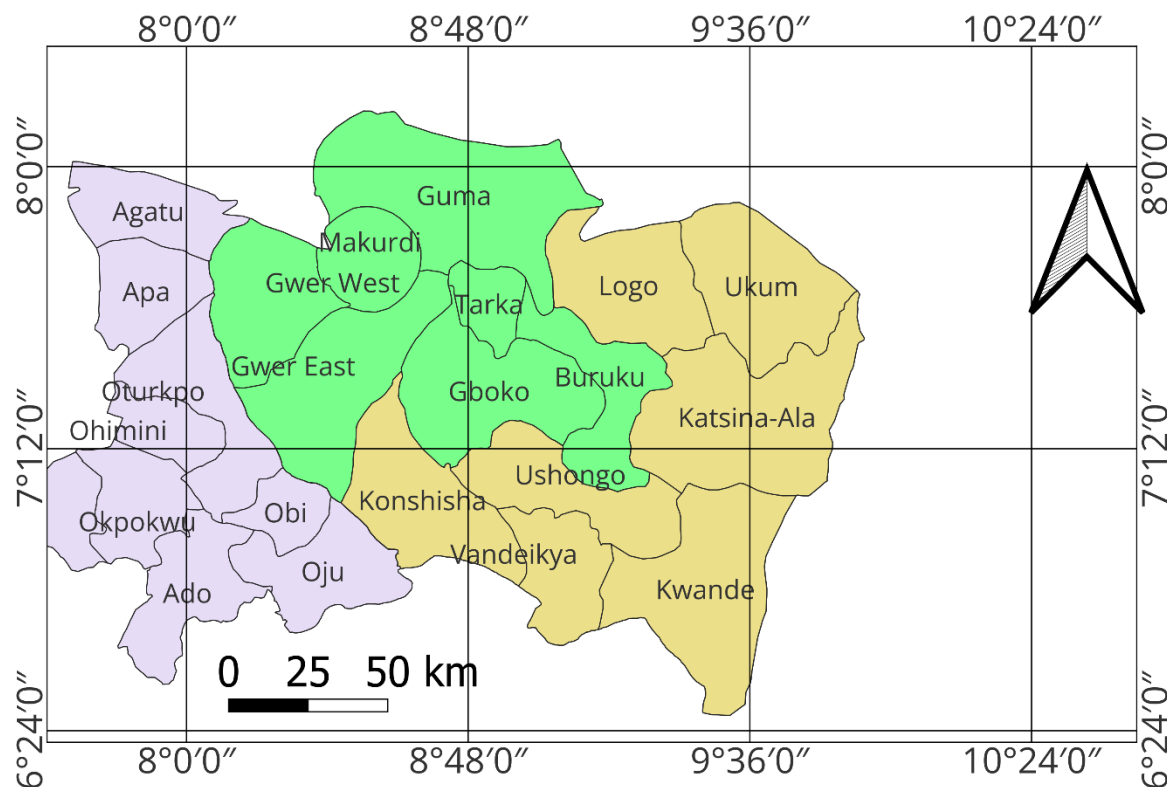 8°0′0″ 8°48′0″ 9°36′0″ 10°24′0″
8°0′0″ 8°0′0″
Guma
Agatu
Makurdi
Gwer West
Apa
Logo
Ukum
Tarka
Gwer East
Buruku
Oturkpo
Gboko
Katsina-Ala
Ohimini
7°12′0″ 7°12′0″
Ushongo
Konshisha
Obi
Okpokwu
Vandeikya
Oju
Kwande
Ado
0 25 50 km
6°24′0″ 6°24′0″
8°0′0″ 8°48′0″ 9°36′0″ 10°24′0″